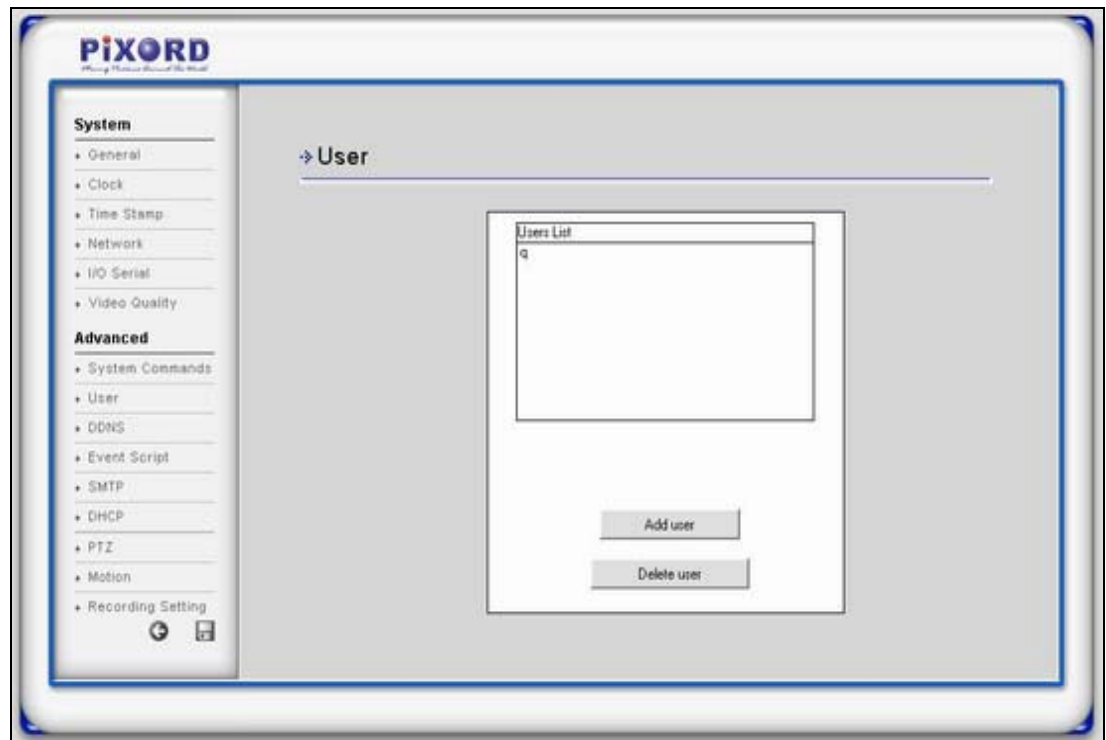 PiXORD
System
General
Clock
Time Stamp
Network
I/O Serial
Video Quality
Advanced
System Commands
User
DDNS
Event Script
SMTP
DHCP
PTZ
Motion
Recording Setting
User
Users List
q
Add user
Delete user